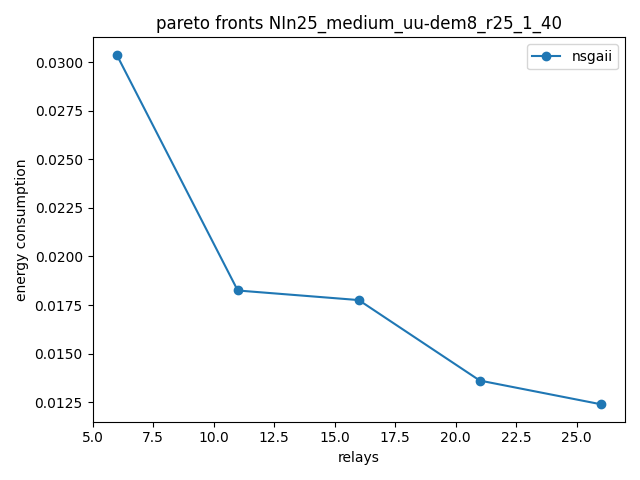 pareto fronts NIn25_medium_uu-dem8_r25_1_40
nsgaii
energy consumption
0.0300
0.0275
0.0250
0.0225
0.0200
0.0175
0.0150
0.0125
5.0 7.5 10.0 12.5 15.0 17.5 20.0 22.5 25.0
relays